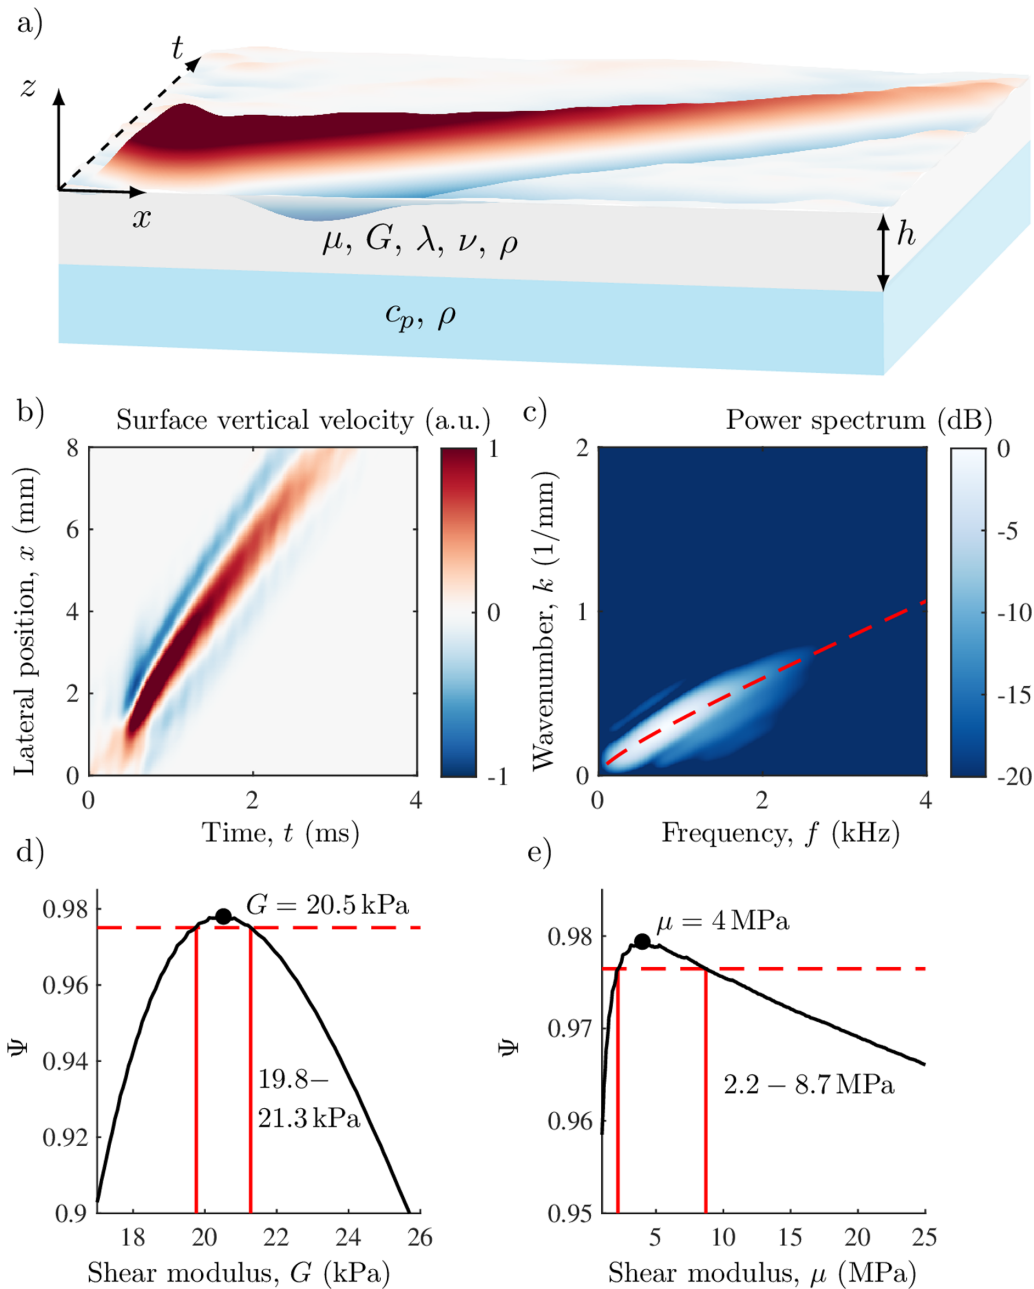 a)
t
z
x
μ, G, λ, ν, ρ
h
c_p, ρ
b)
Surface vertical velocity (a.u.)
Lateral position, x (mm)
8
6
4
2
0
0
2
4
Time, t (ms)
1
0
-1
c)
Power spectrum (dB)
Wavenumber, k (1/mm)
2
1
0
0
2
4
Frequency, f (kHz)
0
-5
-10
-15
-20
d)
Ψ
0.98
0.96
0.94
0.92
0.9
G = 20.5 kPa
19.8−
21.3 kPa
18
20
22
24
26
Shear modulus, G (kPa)
e)
Ψ
0.98
0.97
0.96
0.95
μ = 4 MPa
2.2 − 8.7 MPa
5
10
15
20
25
Shear modulus, μ (MPa)